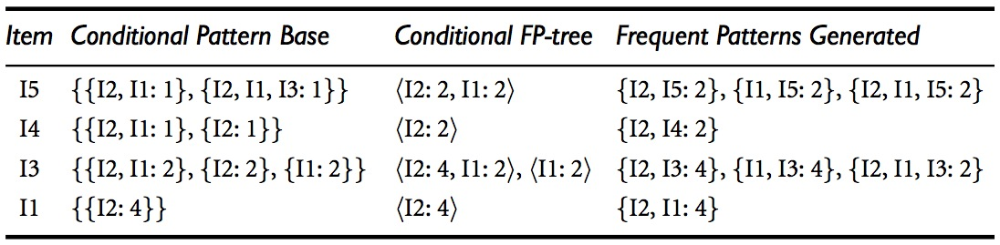 Item Conditional Pattern Base Conditional FP-tree Frequent Patterns Generated
I5 {{I2, I1: 1}, {I2, I1, I3: 1}} ⟨I2: 2, I1: 2⟩ {I2, I5: 2}, {I1, I5: 2}, {I2, I1, I5: 2}
I4 {{I2, I1: 1}, {I2: 1}} ⟨I2: 2⟩ {I2, I4: 2}
I3 {{I2, I1: 2}, {I2: 2}, {I1: 2}} ⟨I2: 4, I1: 2⟩, ⟨I1: 2⟩ {I2, I3: 4}, {I1, I3: 4}, {I2, I1, I3: 2}
I1 {{I2: 4}} ⟨I2: 4⟩ {I2, I1: 4}